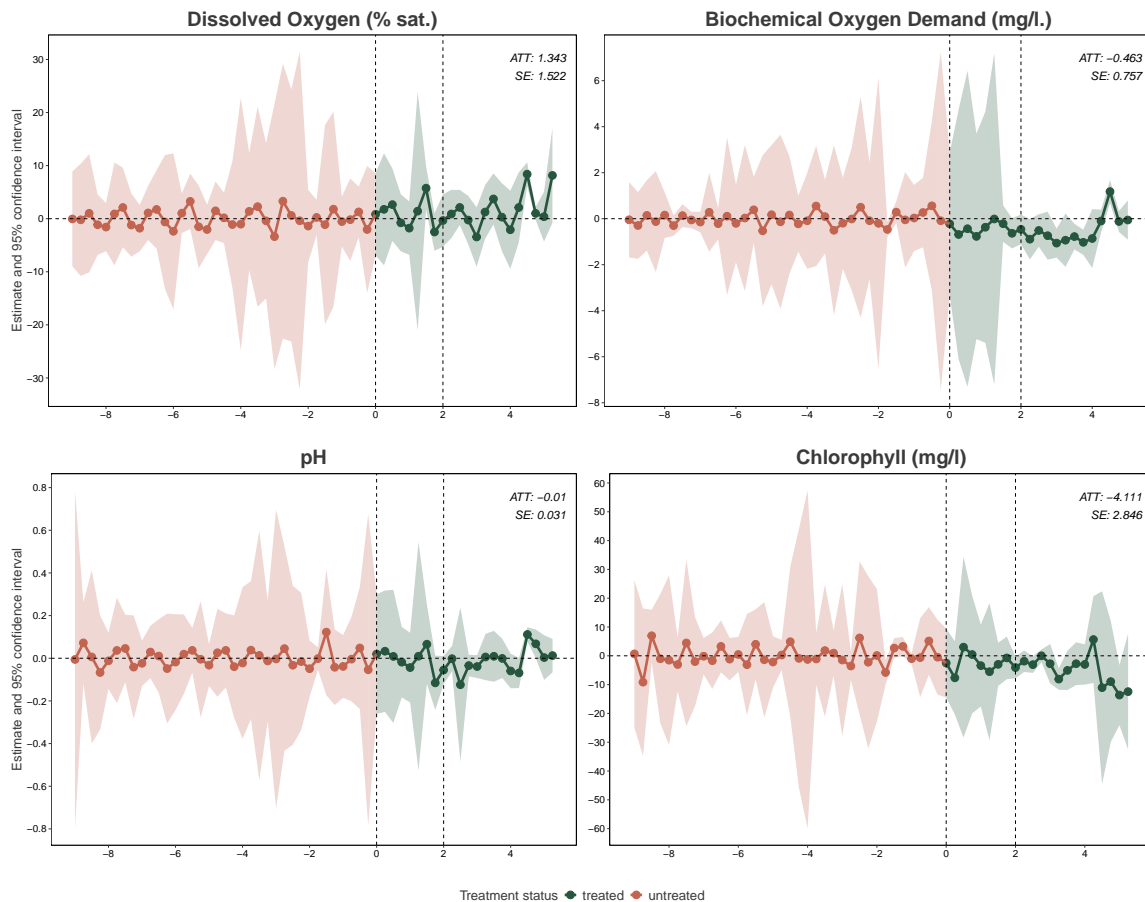 Dissolved Oxygen (% sat.)
Biochemical Oxygen Demand (mg/l.)
ATT: 1.343
SE: 1.522
ATT: −0.463
SE: 0.757
Estimate and 95% confidence interval
30
20
10
0
−10
−20
−30
6
4
2
0
−2
−4
−6
−8
−8 −6 −4 −2 0 2 4
−8 −6 −4 −2 0 2 4
pH
Chlorophyll (mg/l)
ATT: −0.01
SE: 0.031
ATT: −4.111
SE: 2.846
Estimate and 95% confidence interval
0.8
0.6
0.4
0.2
0.0
−0.2
−0.4
−0.6
−0.8
60
50
40
30
20
10
0
−10
−20
−30
−40
−50
−60
−8 −6 −4 −2 0 2 4
−8 −6 −4 −2 0 2 4
Treatment status treated untreated